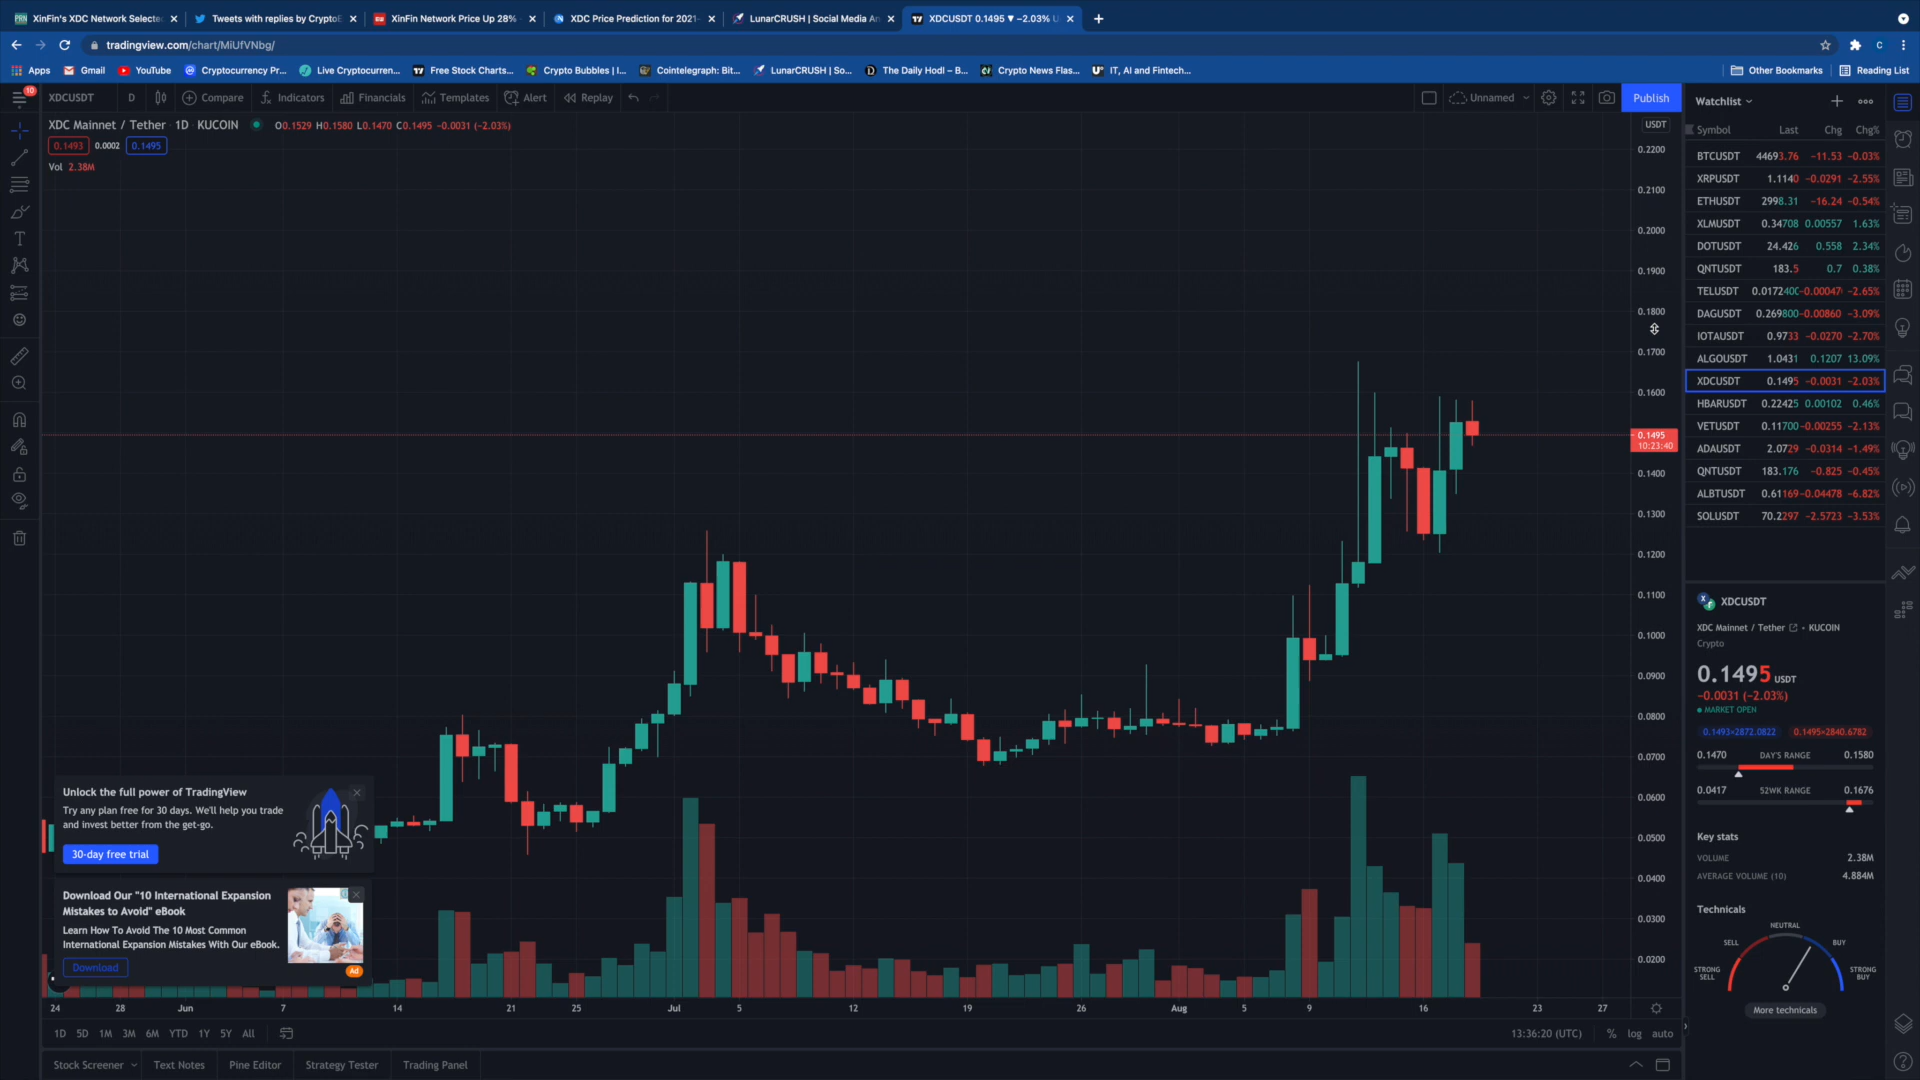 XinFin's XDC Network Selecte
Tweets with replies by CryptoE
XinFin Network Price Up 28%
XDC Price Prediction for 2021-
LunarCRUSH | Social Media An
XDCUSDT 0.1495 ▼ −2.03% U
tradingview.com/chart/MiUfVNbg/
Apps
Gmail
YouTube
Cryptocurrency Pr...
Live Cryptocurren...
Free Stock Charts...
Crypto Bubbles | I...
Cointelegraph: Bit...
LunarCRUSH | So...
The Daily Hodl – B...
Crypto News Flas...
IT, AI and Fintech...
Other Bookmarks
Reading List
10
XDCUSDT
D
Compare
Indicators
Financials
Templates
Alert
Replay
Unnamed
Publish
XDC Mainnet / Tether · 1D · KUCOIN
O0.1529 H0.1580 L0.1470 C0.1495 −0.0031 (−2.03%)
0.1493 0.0002 0.1495
Vol 2.38M
USDT
0.2200
0.2100
0.2000
0.1900
0.1800
0.1700
0.1600
0.1495
10:23:40
0.1400
0.1300
0.1200
0.1100
0.1000
0.0900
0.0800
0.0700
0.0600
0.0500
0.0400
0.0300
0.0200
Watchlist
Symbol Last Chg Chg%
BTCUSDT 44693.76 −11.53 −0.03%
XRPUSDT 1.1140 −0.0291 −2.55%
ETHUSDT 2998.31 −16.24 −0.54%
XLMUSDT 0.34708 0.00557 1.63%
DOTUSDT 24.426 0.558 2.34%
QNTUSDT 183.5 0.7 0.38%
TELUSDT 0.0172400 −0.00047 −2.65%
DAGUSDT 0.269800 −0.00860 −3.09%
IOTAUSDT 0.9733 −0.0270 −2.70%
ALGOUSDT 1.0431 0.1207 13.09%
XDCUSDT 0.1495 −0.0031 −2.03%
HBARUSDT 0.22425 0.00102 0.46%
VETUSDT 0.11700 −0.00255 −2.13%
ADAUSDT 2.0729 −0.0314 −1.49%
QNTUSDT 183.176 −0.825 −0.45%
ALBTUSDT 0.61169 −0.04478 −6.82%
SOLUSDT 70.2297 −2.5723 −3.53%
XDCUSDT
XDC Mainnet / Tether • KUCOIN
Crypto
0.1495 USDT
−0.0031 (−2.03%)
MARKET OPEN
0.1493×2872.0822 0.1495×2840.6782
0.1470 DAY'S RANGE 0.1580
0.0417 52WK RANGE 0.1676
Key stats
VOLUME 2.38M
AVERAGE VOLUME (10) 4.884M
Technicals
NEUTRAL
SELL BUY
STRONG SELL
STRONG BUY
More technicals
Unlock the full power of TradingView
Try any plan free for 30 days. We'll help you trade
and invest better from the get-go.
30-day free trial
Download Our "10 International Expansion
Mistakes to Avoid" eBook
Learn How To Avoid The 10 Most Common
International Expansion Mistakes With Our eBook.
Download
Ad
24 28 Jun 7 14 21 25 Jul 5 12 19 26 Aug 5 9 16 23 27
1D 5D 1M 3M 6M YTD 1Y 5Y All
13:36:20 (UTC) % log auto
Stock Screener Text Notes Pine Editor Strategy Tester Trading Panel